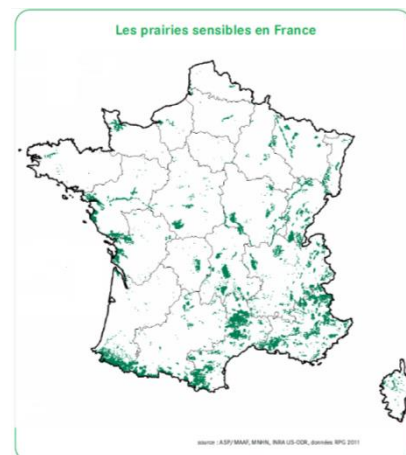 Les prairies sensibles en France
source : ASP/ MAAF, MNHN, INRA US-ODR, données RPG 2011